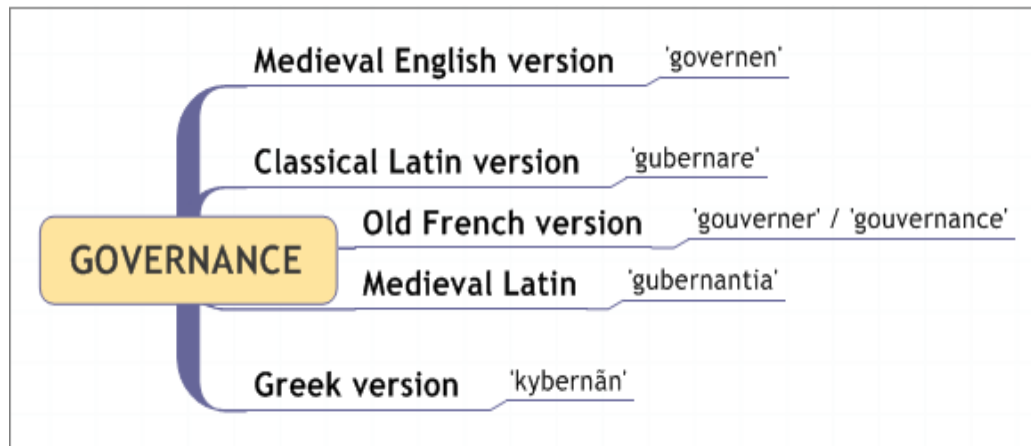 Medieval English version 'governen'
Classical Latin version 'gubernare'
Old French version 'gouverner' / 'gouvernance'
GOVERNANCE
Medieval Latin 'gubernantia'
Greek version 'kybernãn'